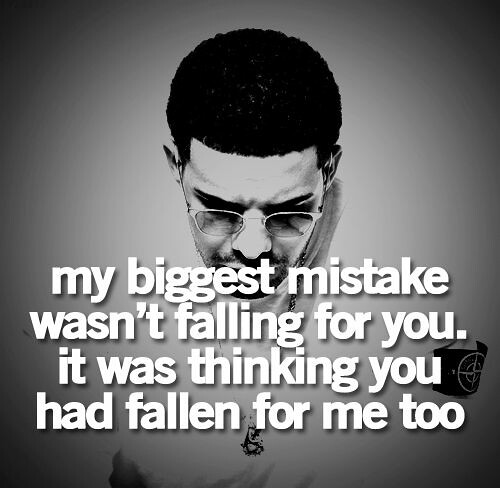 my biggest mistake
wasn't falling for you.
it was thinking you
had fallen for me too